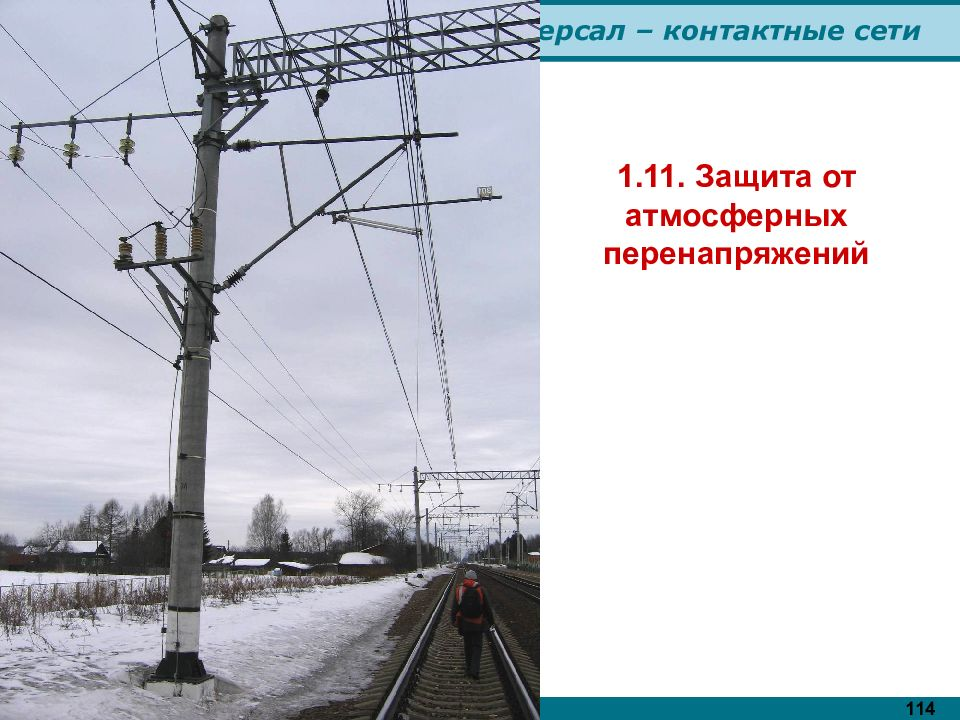 ерсал – контактные сети
1.11. Защита от
атмосферных
перенапряжений
114